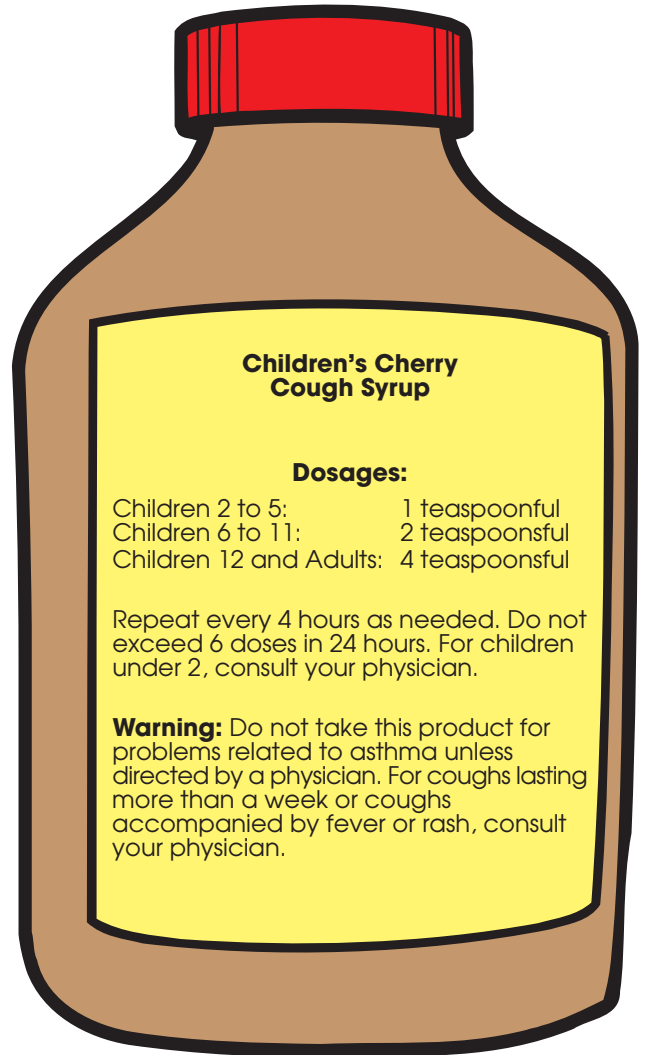 Children's Cherry
Cough Syrup
Dosages:
Children 2 to 5: 1 teaspoonful
Children 6 to 11: 2 teaspoonsful
Children 12 and Adults: 4 teaspoonsful
Repeat every 4 hours as needed. Do not
exceed 6 doses in 24 hours. For children
under 2, consult your physician.
Warning: Do not take this product for
problems related to asthma unless
directed by a physician. For coughs lasting
more than a week or coughs
accompanied by fever or rash, consult
your physician.